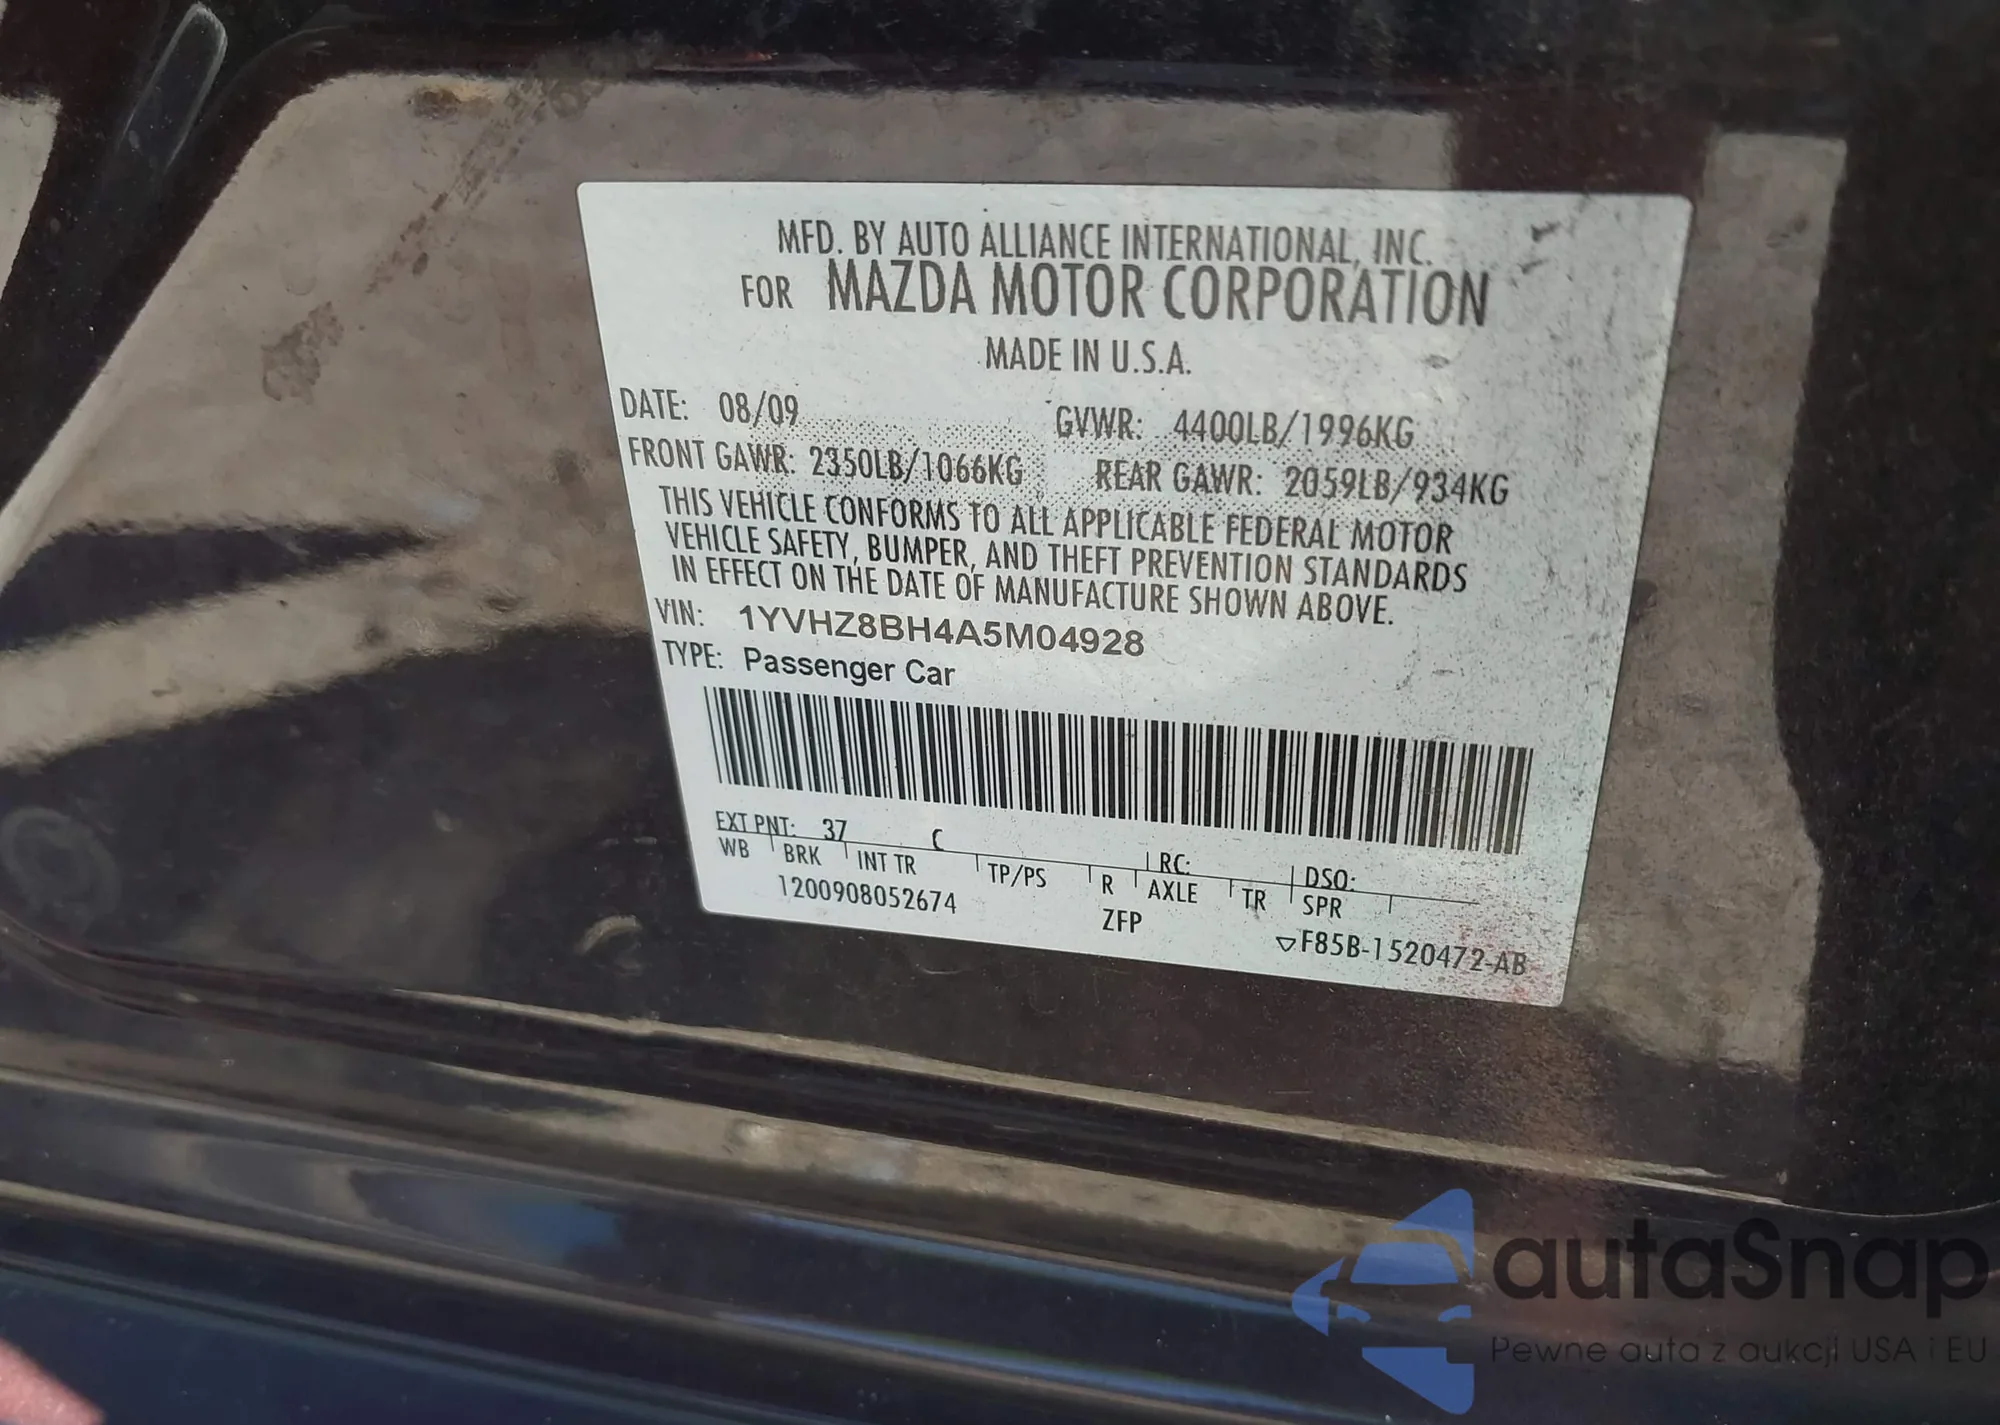 MFD. BY AUTO ALLIANCE INTERNATIONAL, INC.
FOR MAZDA MOTOR CORPORATION
MADE IN U.S.A.
DATE: 08/09 GVWR: 4400LB/1996KG
FRONT GAWR: 2350LB/1066KG REAR GAWR: 2059LB/934KG
THIS VEHICLE CONFORMS TO ALL APPLICABLE FEDERAL MOTOR
VEHICLE SAFETY, BUMPER, AND THEFT PREVENTION STANDARDS
IN EFFECT ON THE DATE OF MANUFACTURE SHOWN ABOVE.
VIN: 1YVHZ8BH4A5M04928
TYPE: Passenger Car
EXT PNT: 37 C RC: DSO:
WB BRK INT TR TP/PS R AXLE TR SPR
1200908052674 ZFP ▽F85B-1520472-AB
autaSnap
Pewne auta z aukcji USA i EU